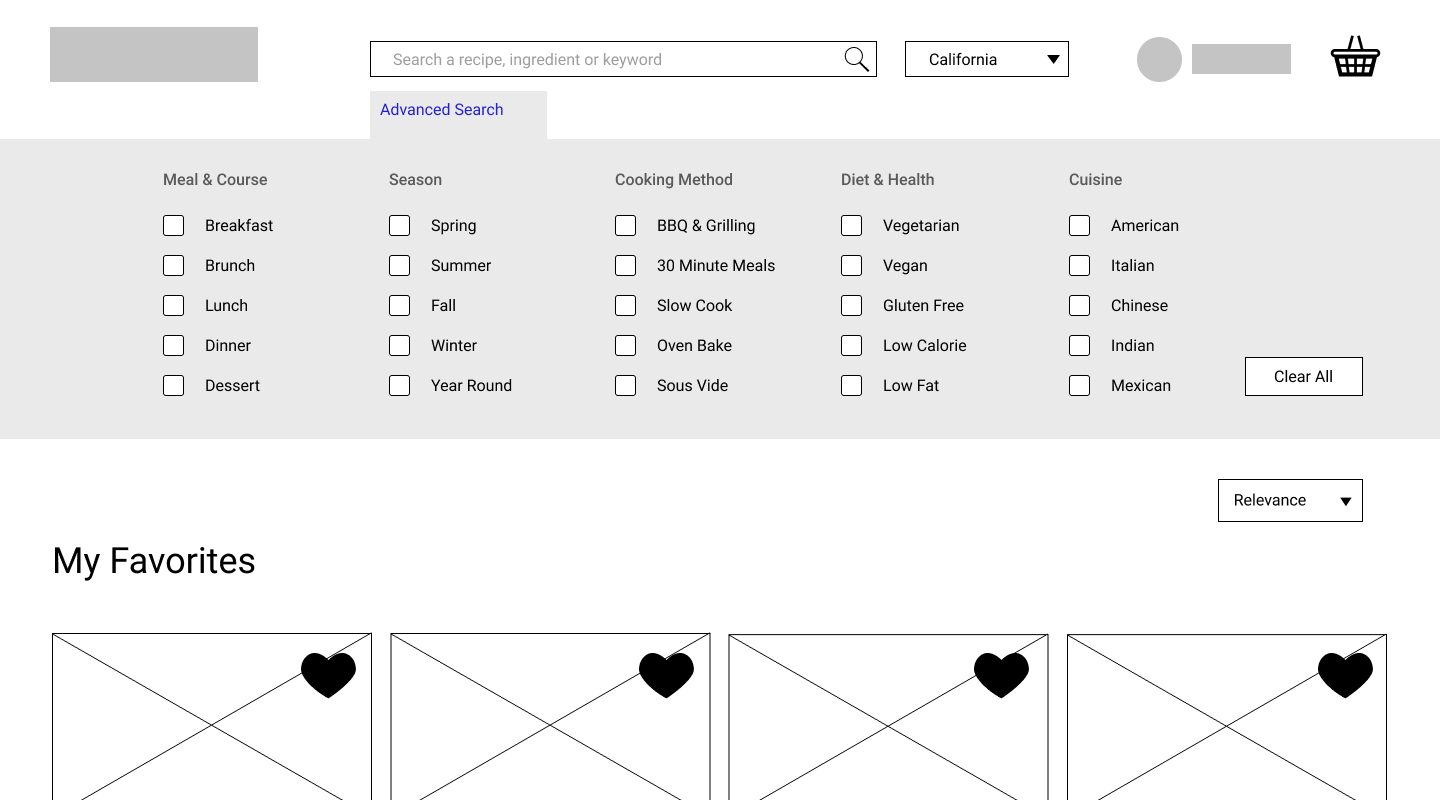 Search a recipe, ingredient or keyword
California
Advanced Search
Meal & Course
Season
Cooking Method
Diet & Health
Cuisine
Breakfast
Spring
BBQ & Grilling
Vegetarian
American
Brunch
Summer
30 Minute Meals
Vegan
Italian
Lunch
Fall
Slow Cook
Gluten Free
Chinese
Dinner
Winter
Oven Bake
Low Calorie
Indian
Dessert
Year Round
Sous Vide
Low Fat
Mexican
Clear All
Relevance
My Favorites